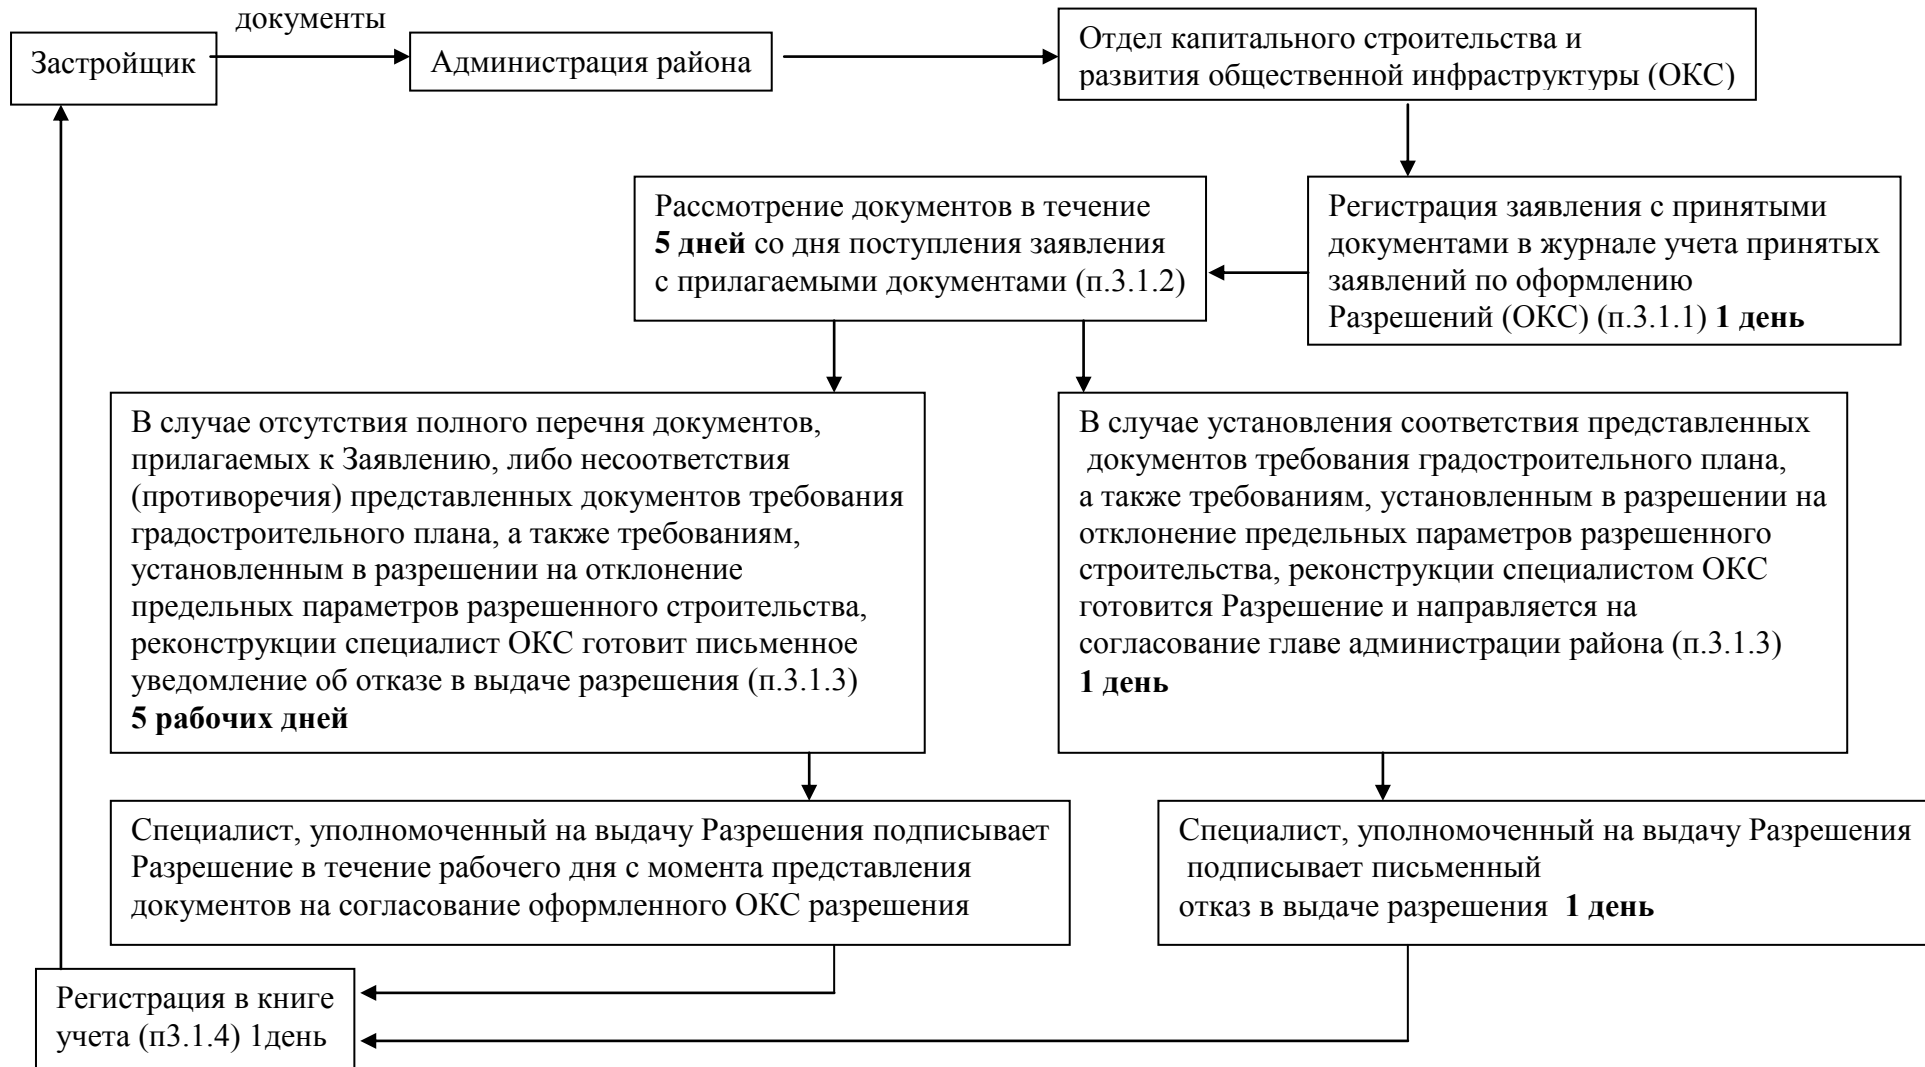 документы
Застройщик
Администрация района
Отдел капитального строительства и
развития общественной инфраструктуры (ОКС)
Рассмотрение документов в течение
5 дней со дня поступления заявления
с прилагаемыми документами (п.3.1.2)
Регистрация заявления с принятыми
документами в журнале учета принятых
заявлений по оформлению
Разрешений (ОКС) (п.3.1.1) 1 день
В случае отсутствия полного перечня документов,
прилагаемых к Заявлению, либо несоответствия
(противоречия) представленных документов требования
градостроительного плана, а также требованиям,
установленным в разрешении на отклонение
предельных параметров разрешенного строительства,
реконструкции специалист ОКС готовит письменное
уведомление об отказе в выдаче разрешения (п.3.1.3)
5 рабочих дней
В случае установления соответствия представленных
документов требования градостроительного плана,
а также требованиям, установленным в разрешении на
отклонение предельных параметров разрешенного
строительства, реконструкции специалистом ОКС
готовится Разрешение и направляется на
согласование главе администрации район (п.3.1.3)
1 день
Специалист, уполномоченный на выдачу Разрешения подписывает
Разрешение в течение рабочего дня с момента представления
документов на согласование оформленного ОКС разрешения
Специалист, уполномоченный на выдачу Разрешения
подписывает письменный
отказ в выдаче разрешения 1 день
Регистрация в книге
учета (п3.1.4) 1день